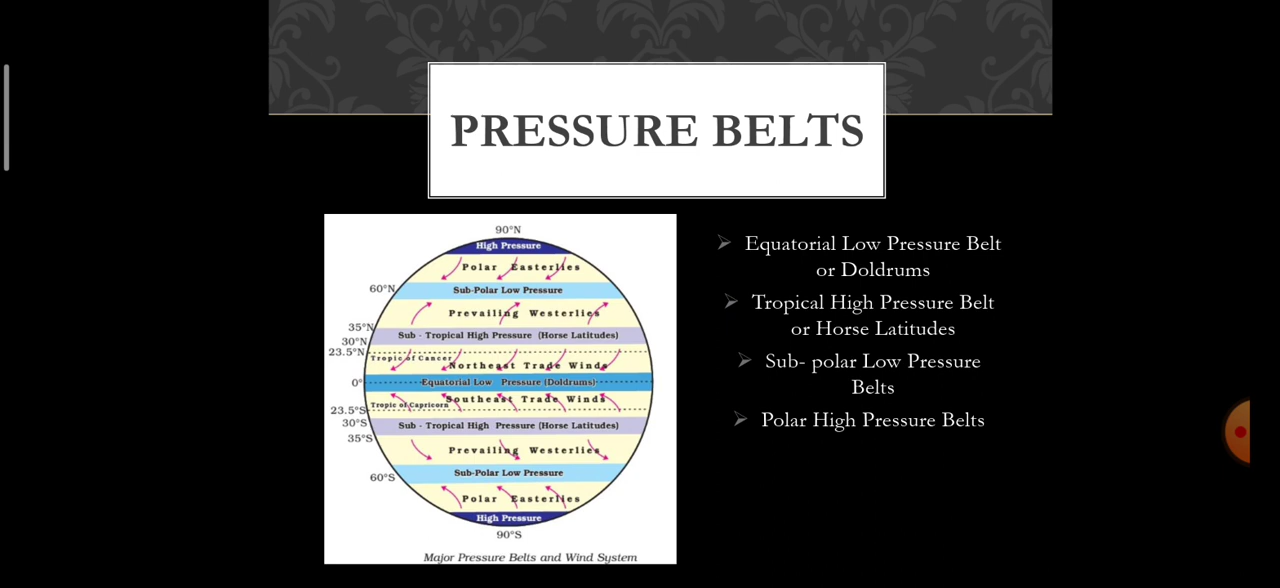 PRESSURE BELTS
90°N
High Pressure
Polar Easterlies
60°N
Sub-Polar Low Pressure
Prevailing Westerlies
35°N
Sub - Tropical High Pressure (Horse Latitudes)
30°N
23.5°N
Tropic of Cancer
Northeast Trade Winds
0°
Equatorial Low Pressure (Doldrums)
Southeast Trade Winds
Tropic of Capricorn
23.5°S
30°S
Sub - Tropical High Pressure (Horse Latitudes)
35°S
Prevailing Westerlies
60°S
Sub-Polar Low Pressure
Polar Easterlies
High Pressure
90°S
Major Pressure Belts and Wind System
Equatorial Low Pressure Belt
or Doldrums
Tropical High Pressure Belt
or Horse Latitudes
Sub- polar Low Pressure
Belts
Polar High Pressure Belts